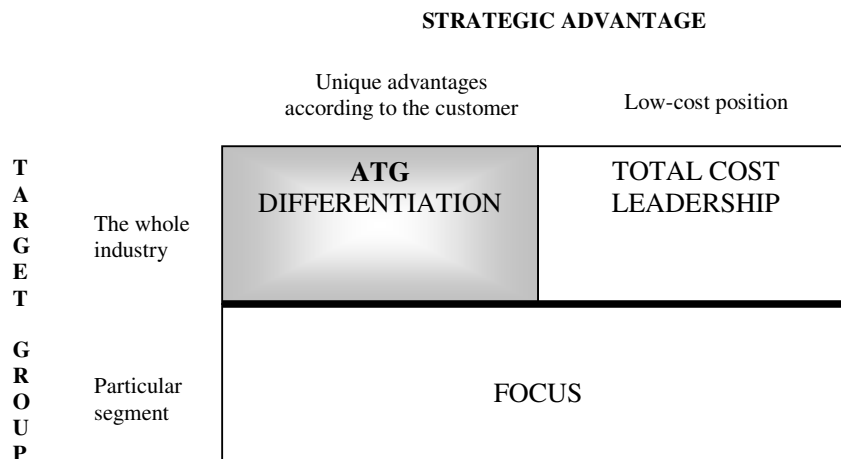 STRATEGIC ADVANTAGE
Unique advantages
according to the customer
Low-cost position
T
A
R
G
E
T
G
R
O
U
P
The whole
industry
ATG
DIFFERENTIATION
TOTAL COST
LEADERSHIP
Particular
segment
FOCUS